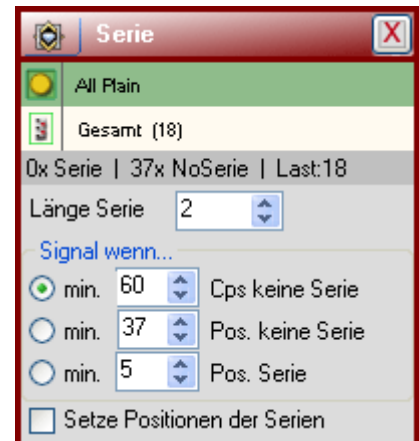 Serie X
All Plain
Gesamt (18)
0x Serie | 37x NoSerie | Last:18
Länge Serie 2
Signal wenn...
min. 60 Cps keine Serie
min. 37 Pos. keine Serie
min. 5 Pos. Serie
Setze Positionen der Serien